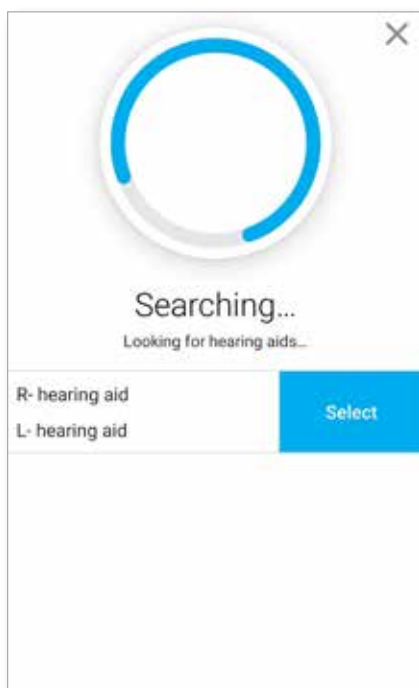 Searching...
Looking for hearing aids...
R- hearing aid
L- hearing aid
Select